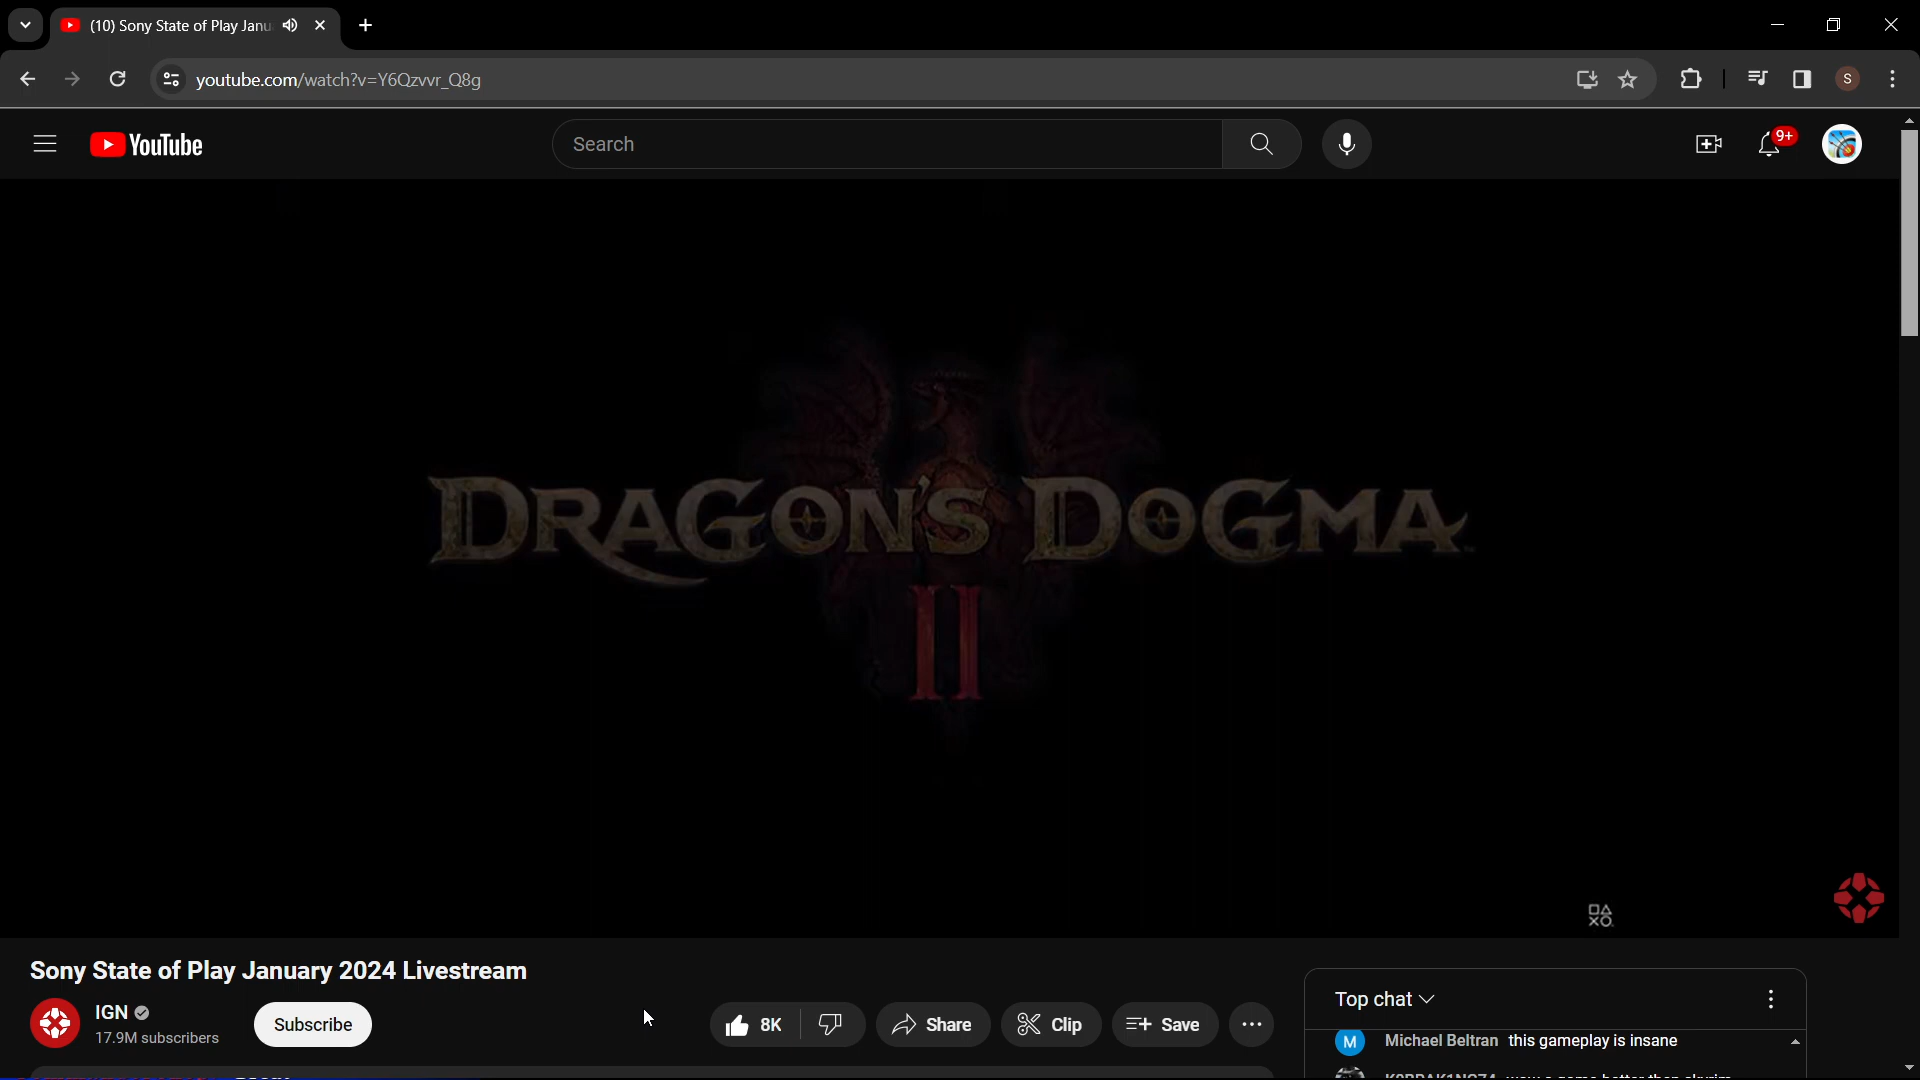 (10) Sony State of Play Janu
youtube.com/watch?v=Y6Qzvvr_Q8g
S
YouTube
Search
9+
DRAGON'S DOGMA
II
Sony State of Play January 2024 Livestream
IGN
17.9M subscribers
Subscribe
8K
Share
Clip
Save
Top chat
M
Michael Beltran this gameplay is insane